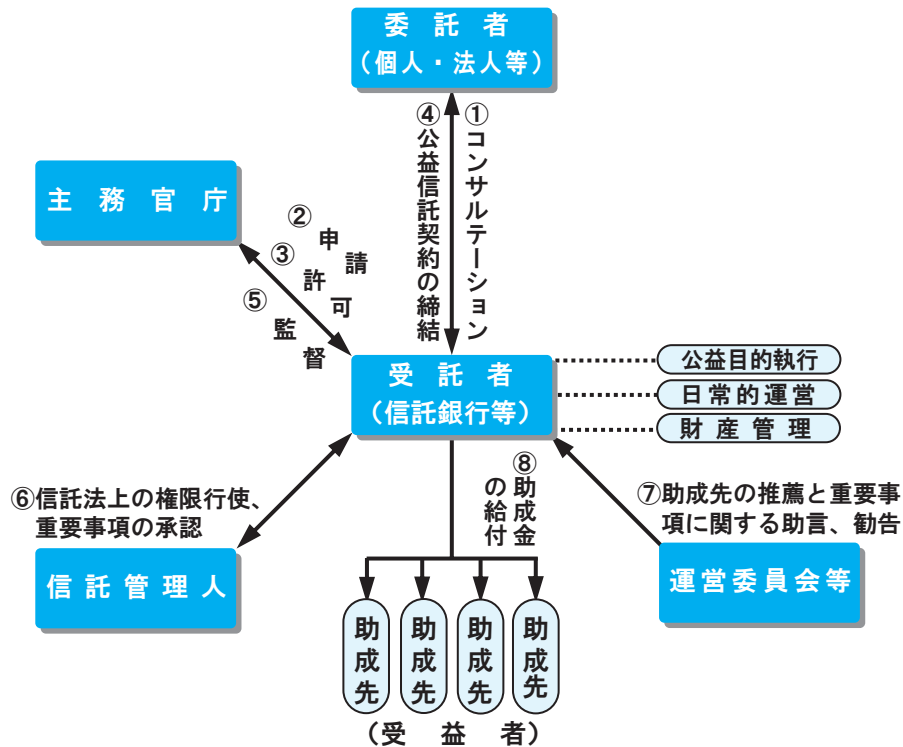 委託者
（個人・法人等）
①コンサルテーション
④公益信託契約の締結
主務官庁
②申請
③許可
⑤監督
受託者
（信託銀行等）
公益目的執行
日常的運営
財産管理
⑥信託法上の権限行使、
重要事項の承認
信託管理人
⑧助成金
の給付
⑦助成先の推薦と重要事
項に関する助言、勧告
運営委員会等
助成先
助成先
助成先
助成先
（受益者）